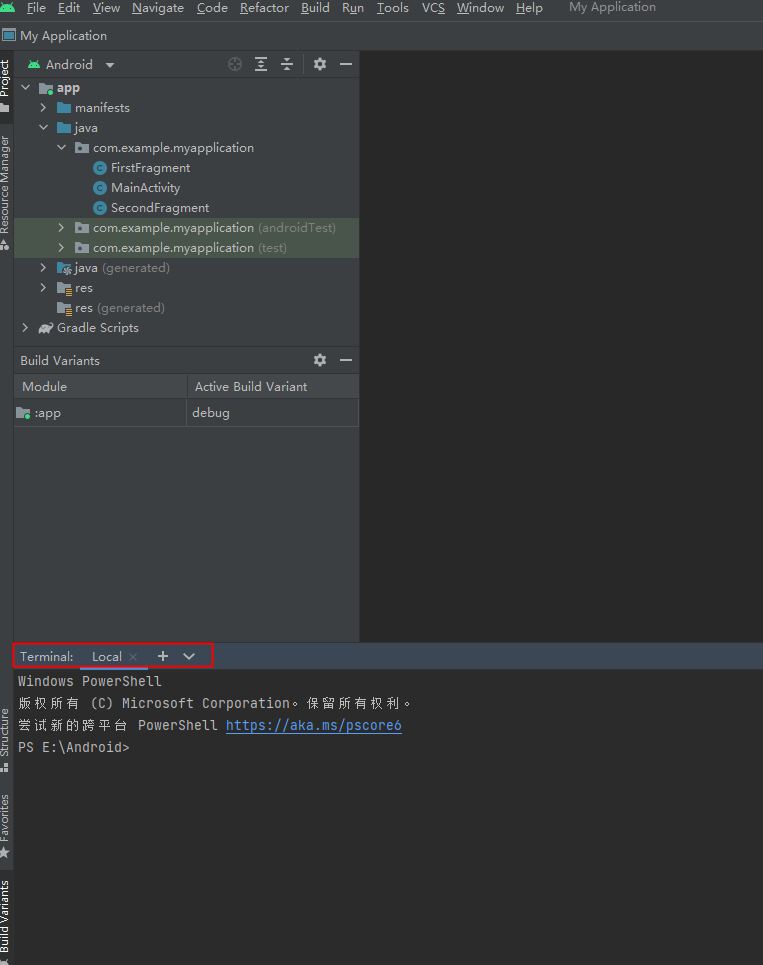 File Edit View Navigate Code Refactor Build Run Tools VCS Window Help My Application
My Application
Project
Resource Manager
Android
app
manifests
java
com.example.myapplication
FirstFragment
MainActivity
SecondFragment
com.example.myapplication (androidTest)
com.example.myapplication (test)
java (generated)
res
res (generated)
Gradle Scripts
Build Variants
Module Active Build Variant
:app debug
Terminal: Local
Windows PowerShell
版权所有 (C) Microsoft Corporation。保留所有权利。
尝试新的跨平台 PowerShell https://aka.ms/pscore6
PS E:\Android>
Structure
Favorites
Build Variants